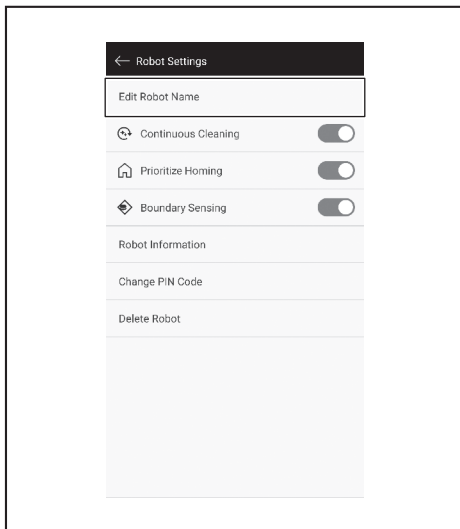 Robot Settings
Edit Robot Name
Continuous Cleaning
Prioritize Homing
Boundary Sensing
Robot Information
Change PIN Code
Delete Robot